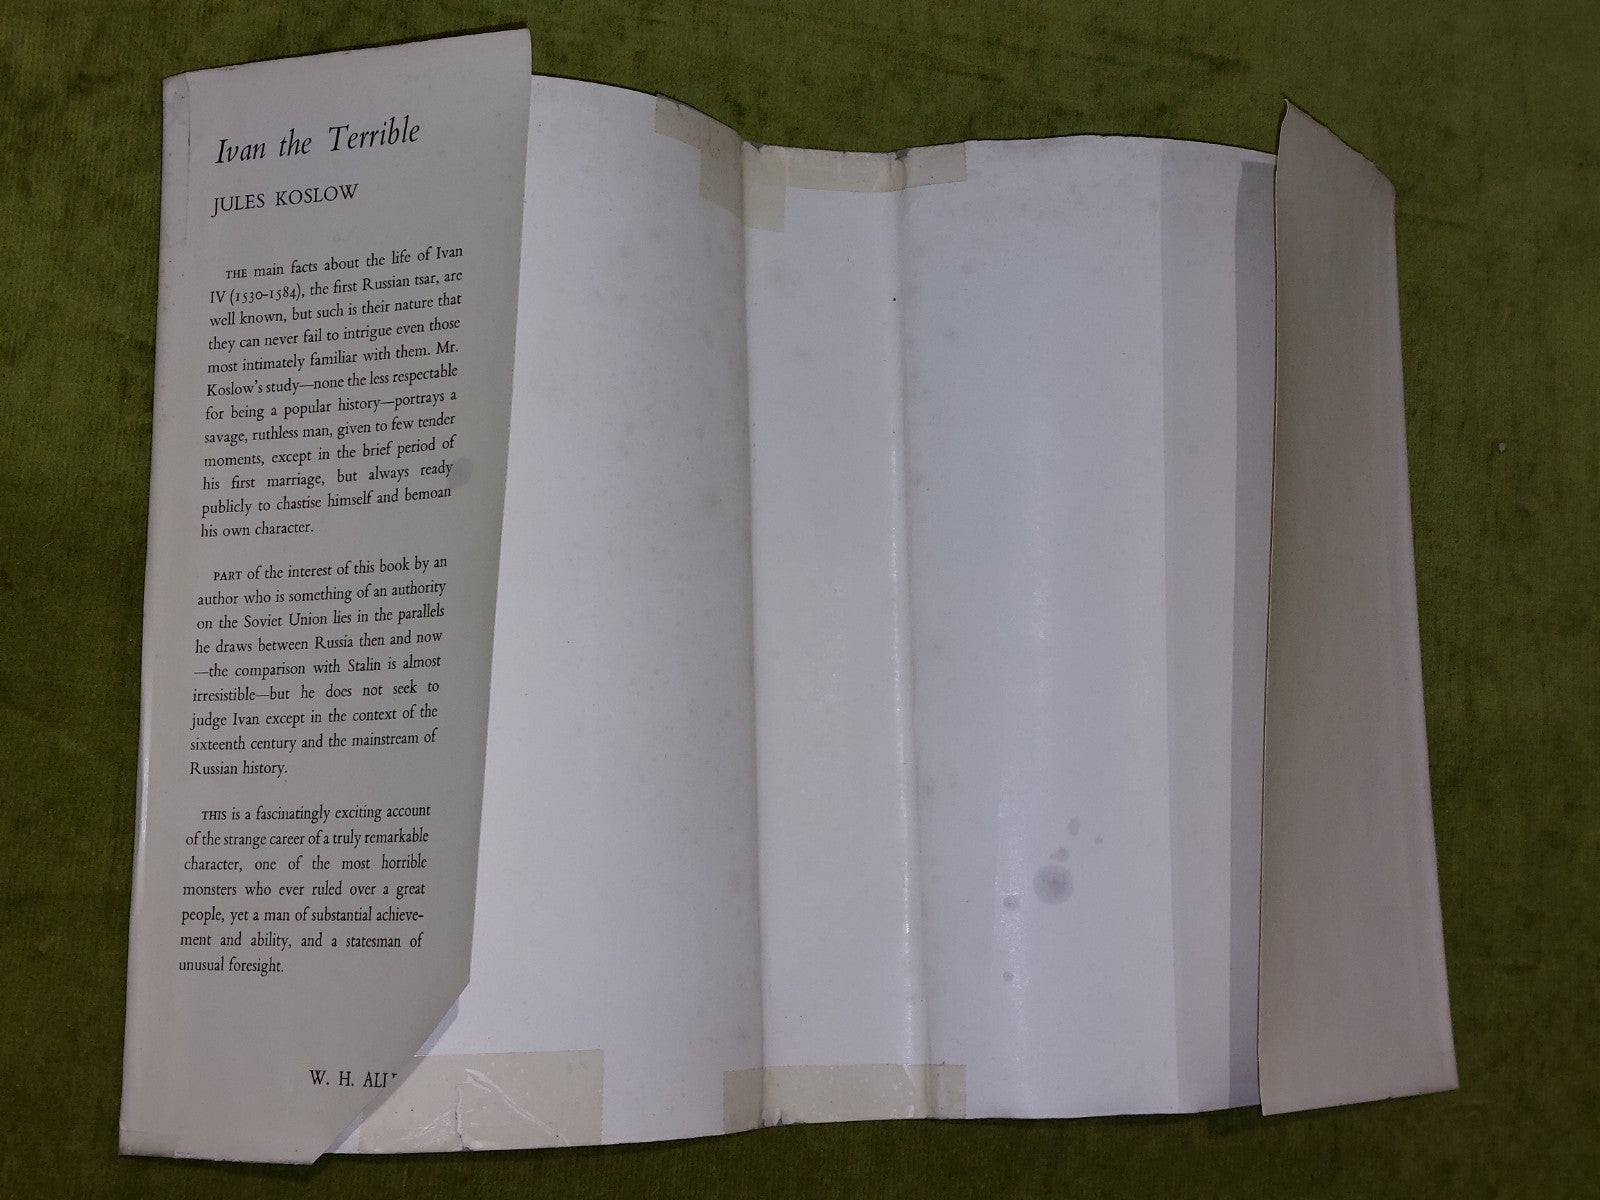 Ivan the Terrible
JULES KOSLOW
THE main facts about the life of Ivan
IV (1530–1584), the first Russian tsar, are
well known, but such is their nature that
they can never fail to intrigue even those
most intimately familiar with them. Mr.
Koslow's study—none the less respectable
for being a popular history—portrays a
savage, ruthless man, given to few tender
moments, except in the brief period of
his first marriage, but always ready
publicly to chastise himself and bemoan
his own character.
PART of the interest of this book by an
author who is something of an authority
on the Soviet Union lies in the parallels
he draws between Russia then and now
—the comparison with Stalin is almost
irresistible—but he does not seek to
judge Ivan except in the context of the
sixteenth century and the mainstream of
Russian history.
THIS is a fascinatingly exciting account
of the strange career of a truly remarkable
character, one of the most horrible
monsters who ever ruled over a great
people, yet a man of substantial achieve-
ment and ability, and a statesman of
unusual foresight.
W. H. ALL